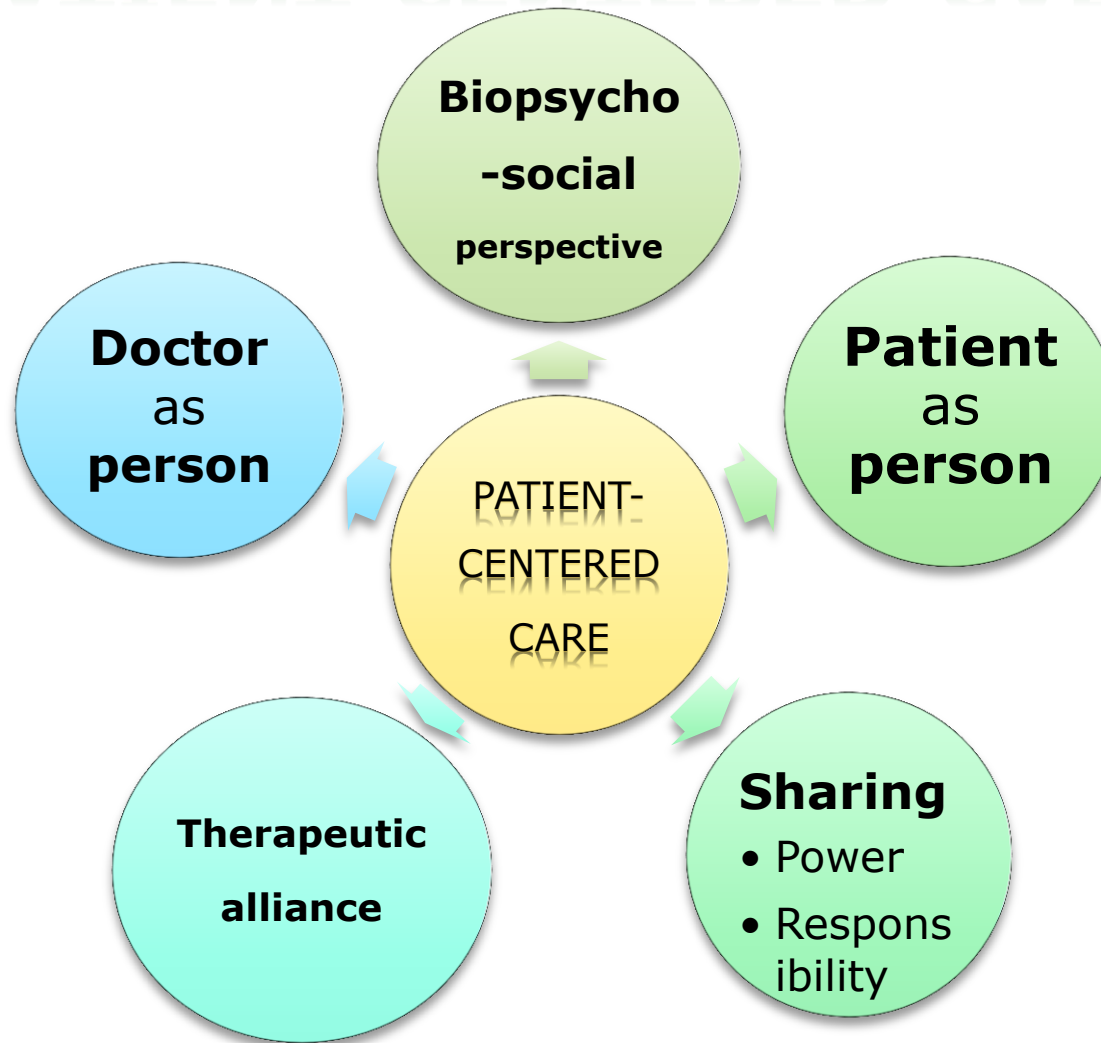 Biopsycho
-social
perspective
Doctor
as
person
Patient
as
person
PATIENT-
CENTERED
CARE
Therapeutic
alliance
Sharing
• Power
• Respons
ibility